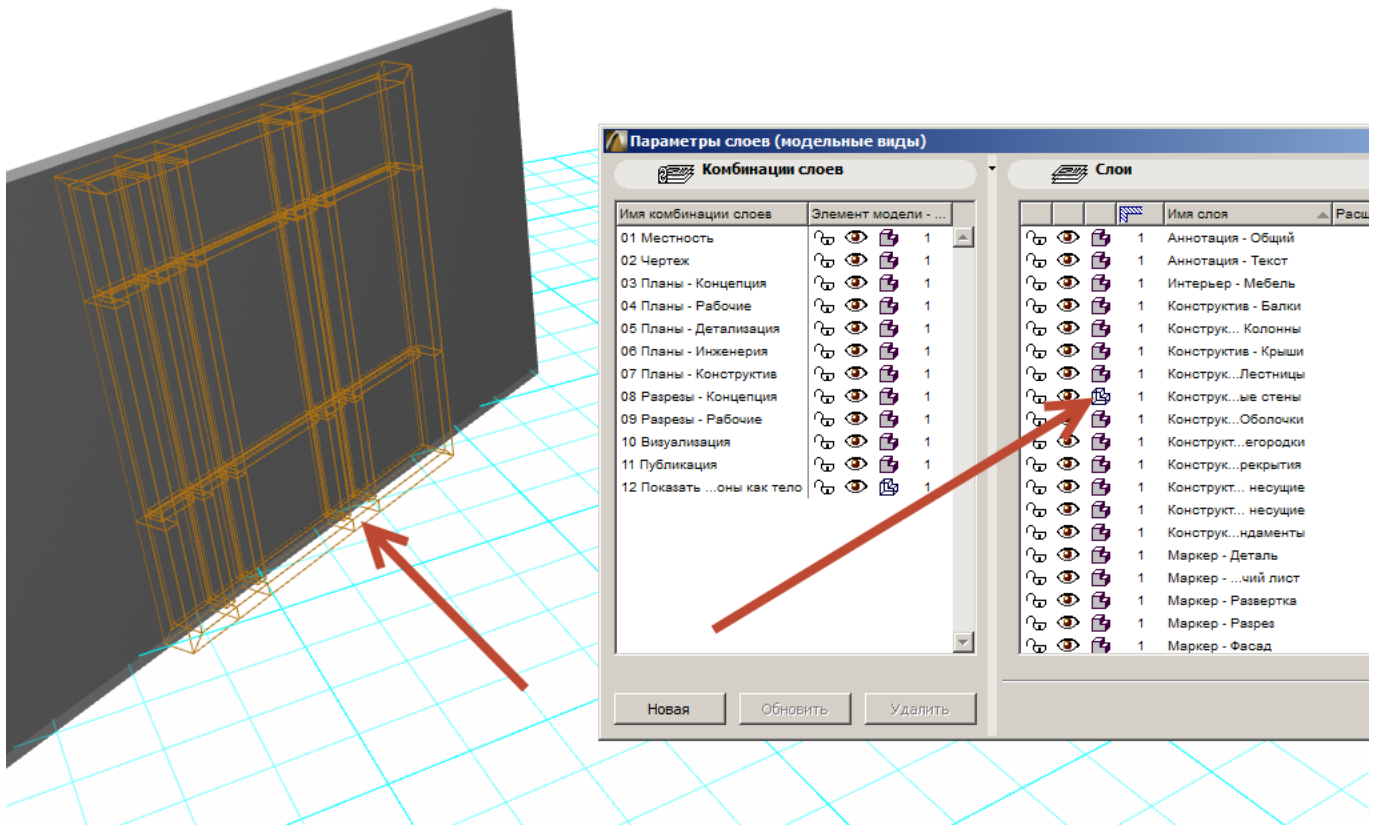 Параметры слоев (модельные виды)
Комбинации слоев
Имя комбинации слоев Элемент модели - ...
01 Местность 1
02 Чертеж 1
03 Планы - Концепция 1
04 Планы - Рабочие 1
05 Планы - Детализация 1
06 Планы - Инженерия 1
07 Планы - Конструктив 1
08 Разрезы - Концепция 1
09 Разрезы - Рабочие 1
10 Визуализация 1
11 Публикация 1
12 Показать ...оны как тело 1
Новая Обновить Удалить
Слои
Имя слоя Расш
1 Аннотация - Общий
1 Аннотация - Текст
1 Интерьер - Мебель
1 Конструктив - Балки
1 Конструк... Колонны
1 Конструктив - Крыши
1 Конструк...Лестницы
1 Конструк...ые стены
1 Конструк...Оболочки
1 Конструкт...егородки
1 Конструк...рекрытия
1 Конструкт... несущие
1 Конструкт... несущие
1 Конструк...ндаменты
1 Маркер - Деталь
1 Маркер - ...чий лист
1 Маркер - Развертка
1 Маркер - Разрез
1 Маркер - Фасад